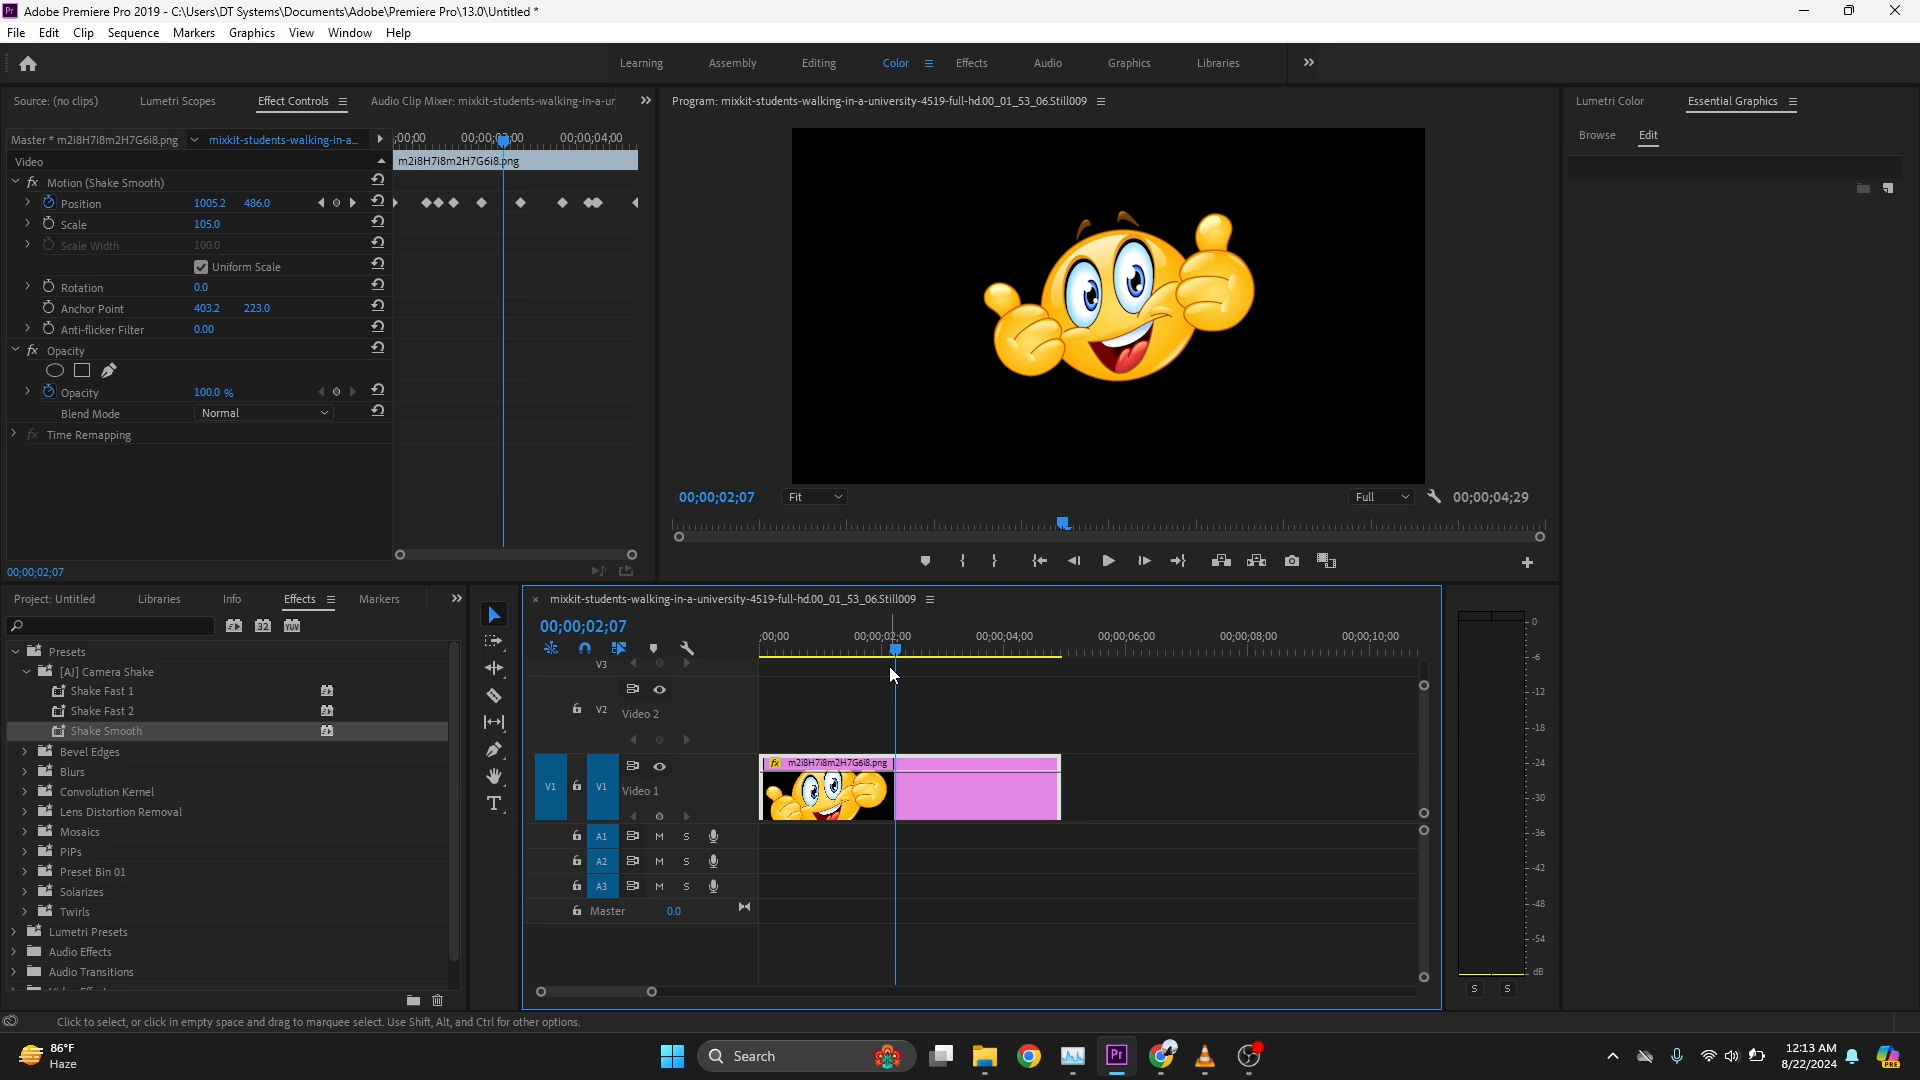 Adobe Premiere Pro 2019 - C:\Users\DT Systems\Documents\Adobe\Premiere Pro\13.0\Untitled *
File Edit Clip Sequence Markers Graphics View Window Help
Learning Assembly Editing Color Effects Audio Graphics Libraries
Source: (no clips) Lumetri Scopes Effect Controls Audio Clip Mixer: mixkit-students-walking-in-a-ur
Program: mixkit-students-walking-in-a-university-4519-full-hd.00_01_53_06.Still009
Lumetri Color Essential Graphics
Browse Edit
Master * m2i8H7i8m2H7G6i8.png mixkit-students-walking-in-a...
;00;00 00;00;02;00 00;00;04;00
Video
m2i8H7i8m2H7G6i8.png
fx Motion (Shake Smooth)
Position 1005.2 486.0
Scale 105.0
Scale Width 100.0
Uniform Scale
Rotation 0.0
Anchor Point 403.2 223.0
Anti-flicker Filter 0.00
fx Opacity
Opacity 100.0 %
Blend Mode Normal
fx Time Remapping
00;00;02;07
00;00;02;07 Fit Full 00;00;04;29
Project: Untitled Libraries Info Effects Markers
32 YUV
Presets
[AJ] Camera Shake
Shake Fast 1
Shake Fast 2
Shake Smooth
Bevel Edges
Blurs
Convolution Kernel
Lens Distortion Removal
Mosaics
PiPs
Preset Bin 01
Solarizes
Twirls
Lumetri Presets
Audio Effects
Audio Transitions
mixkit-students-walking-in-a-university-4519-full-hd.00_01_53_06.Still009
00;00;02;07
;00;00 00;00;02;00 00;00;04;00 00;00;06;00 00;00;08;00 00;00;10;00
V3
V2 Video 2
V1 V1 Video 1
fx m2i8H7i8m2H7G6i8.png
A1 M S
A2 M S
A3 M S
Master 0.0
0
-6
-12
-18
-24
-30
-36
-42
-48
-54
dB
S S
Click to select, or click in empty space and drag to marquee select. Use Shift, Alt, and Ctrl for other options.
86°F
Haze
Search
Pr
12:13 AM
8/22/2024
PRE